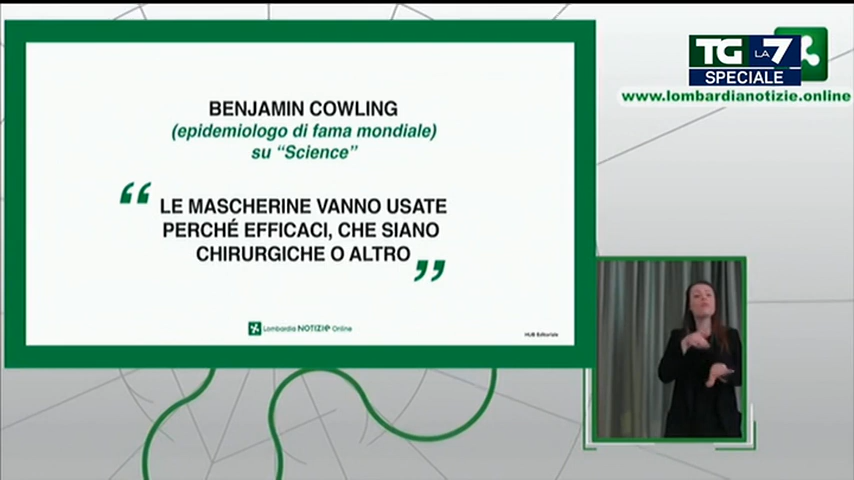 TG LA 7
SPECIALE
www.lombardianotizie.online
BENJAMIN COWLING
(epidemiologo di fama mondiale)
su “Science”
“ LE MASCHERINE VANNO USATE
PERCHÉ EFFICACI, CHE SIANO
CHIRURGICHE O ALTRO ”
Lombardia NOTIZIE Online
HUB Editoriale